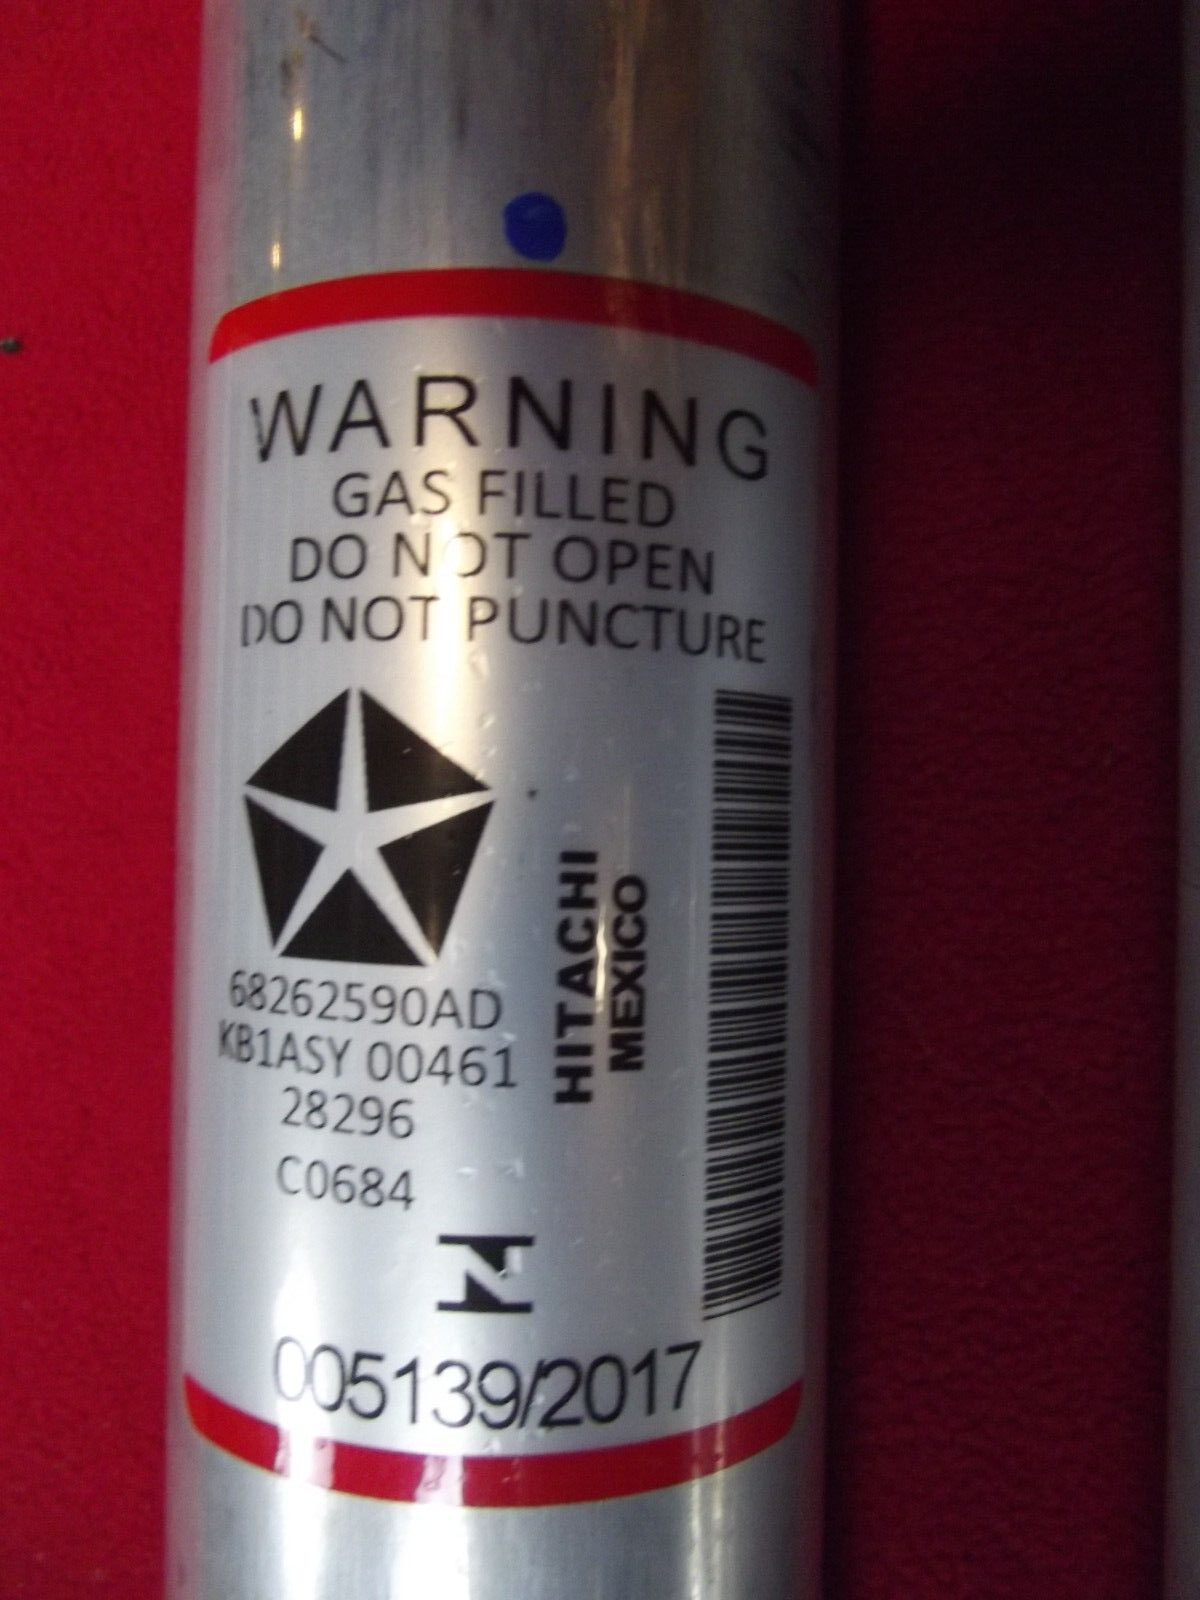 WARNING
GAS FILLED
DO NOT OPEN
DO NOT PUNCTURE
68262590AD
KB1ASY 00461
28296
C0684
HITACHI
MEXICO
005139/2017